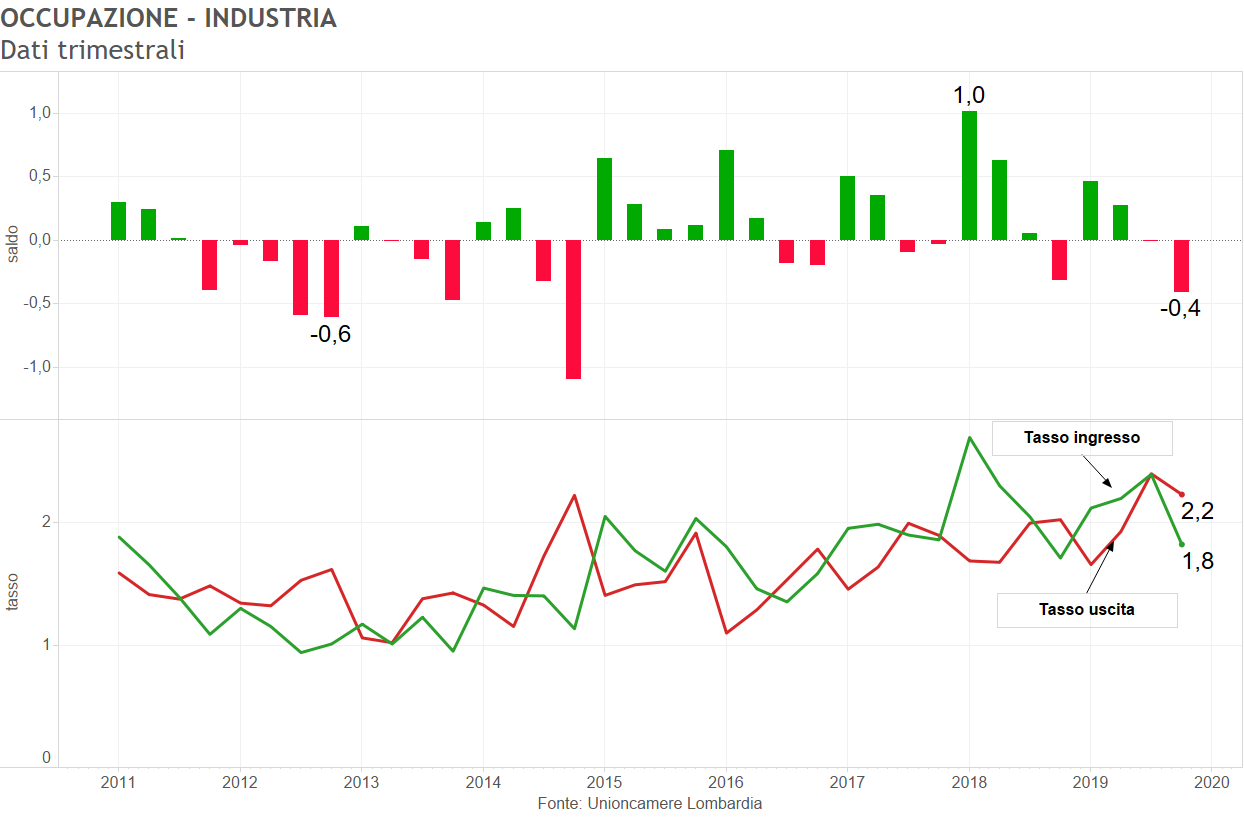 OCCUPAZIONE - INDUSTRIA
Dati trimestrali
1,0
1,0
0,5
0,0
saldo
-0,5
-0,6
-0,4
-1,0
Tasso ingresso
2
2,2
1,8
tasso
Tasso uscita
1
0
2011 2012 2013 2014 2015 2016 2017 2018 2019 2020
Fonte: Unioncamere Lombardia